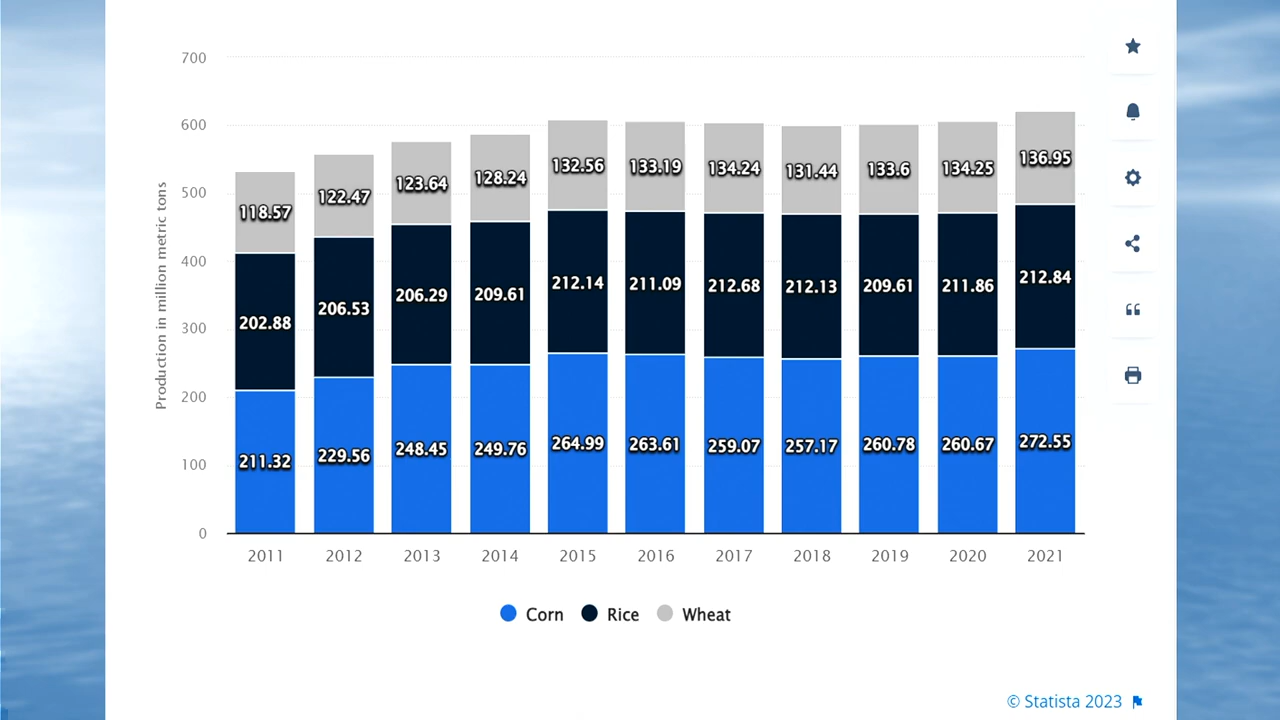 Production in million metric tons
700
600
500
400
300
200
100
0
118.57 122.47 123.64 128.24 132.56 133.19 134.24 131.44 133.6 134.25 136.95
202.88 206.53 206.29 209.61 212.14 211.09 212.68 212.13 209.61 211.86 212.84
211.32 229.56 248.45 249.76 264.99 263.61 259.07 257.17 260.78 260.67 272.55
2011 2012 2013 2014 2015 2016 2017 2018 2019 2020 2021
Corn Rice Wheat
© Statista 2023